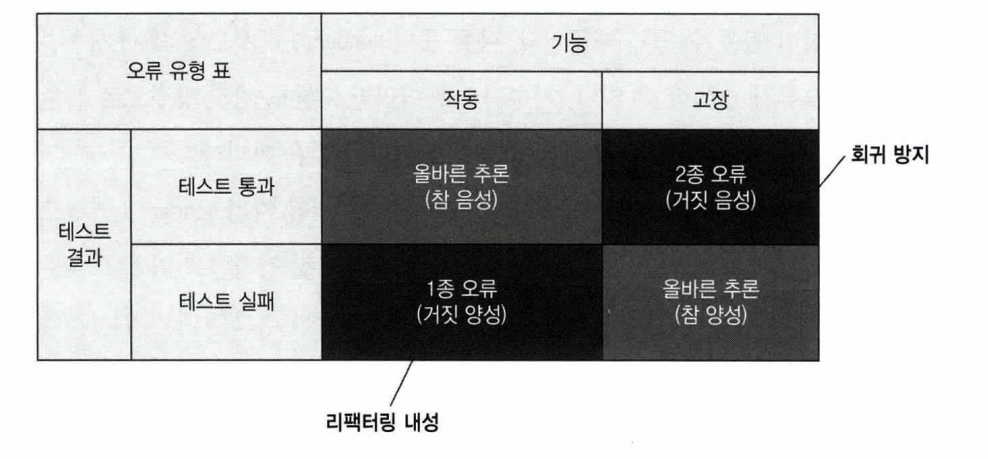 오류 유형 표
기능
작동
고장
테스트
결과
테스트 통과
올바른 추론
(참 음성)
2종 오류
(거짓 음성)
회귀 방지
테스트 실패
1종 오류
(거짓 양성)
올바른 추론
(참 양성)
리팩터링 내성